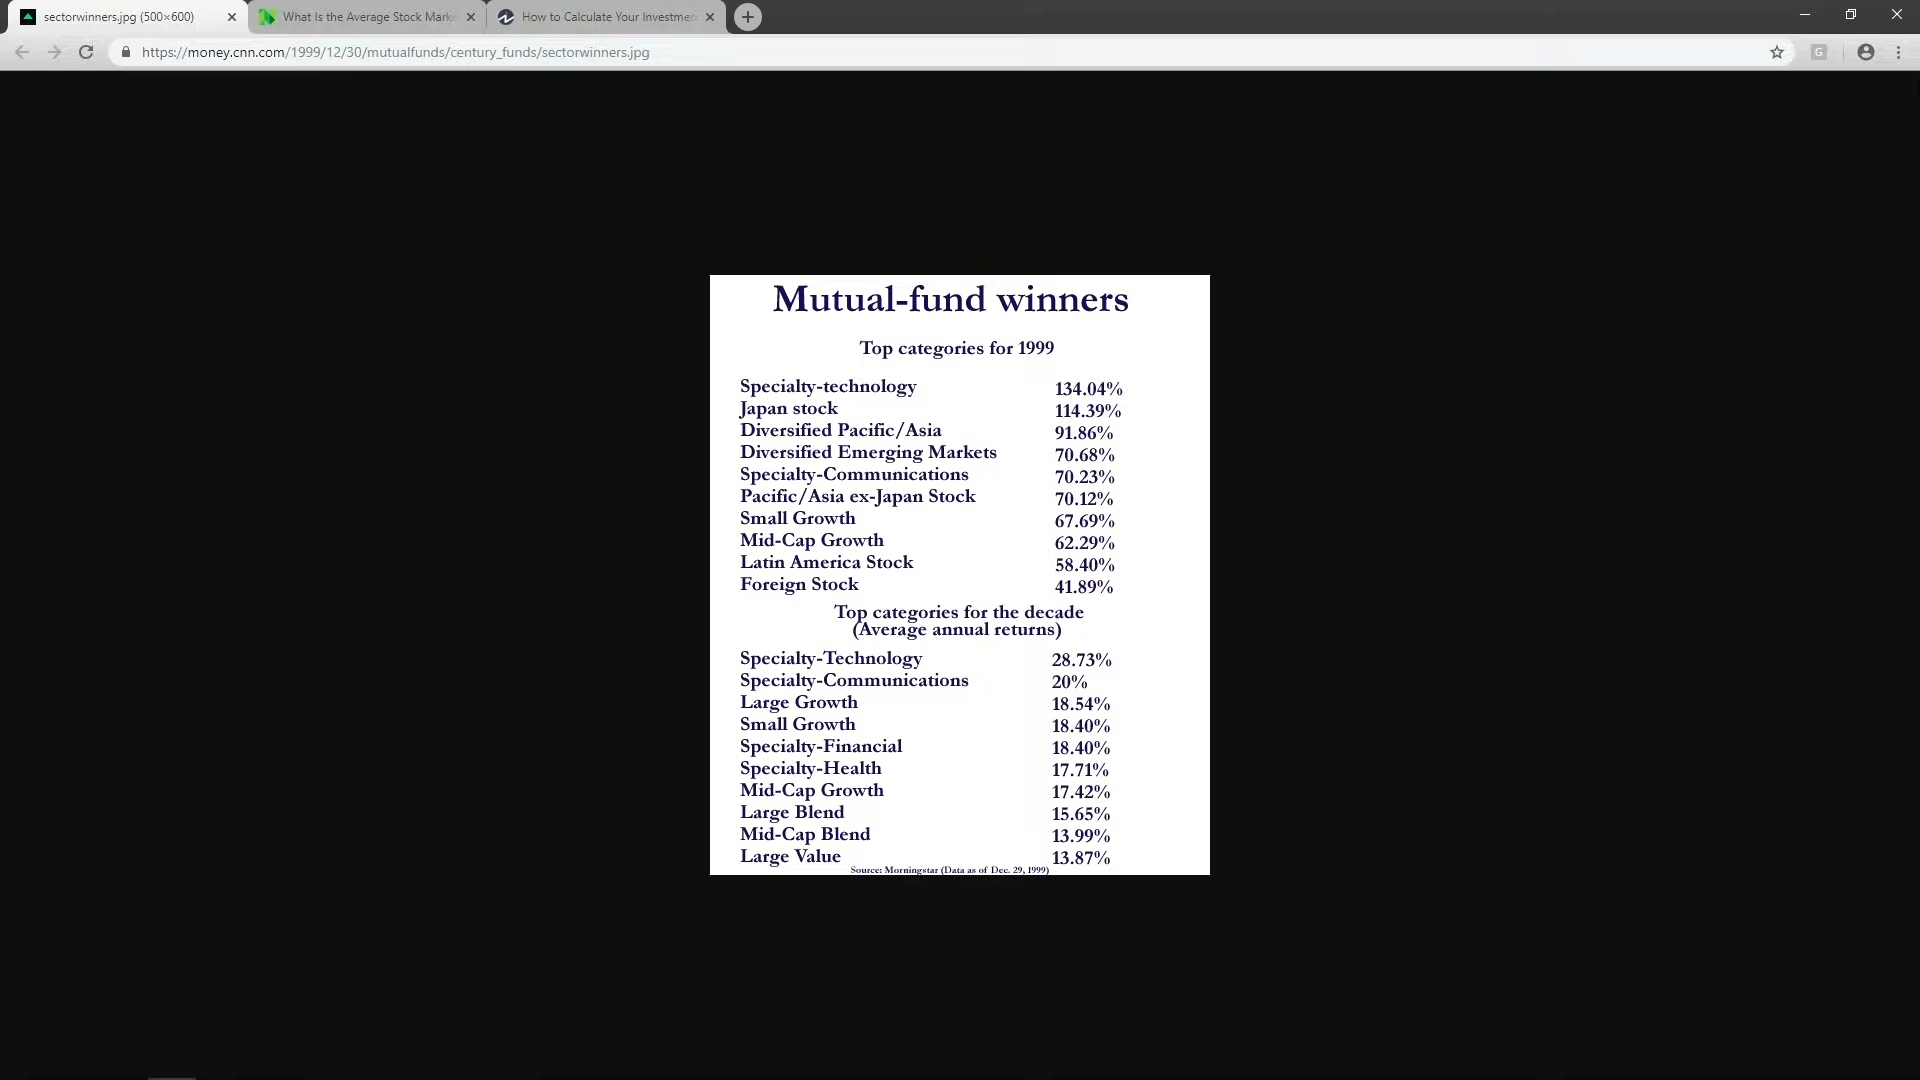 sectorwinners.jpg (500×600)
What Is the Average Stock Marke
How to Calculate Your Investmen
https://money.cnn.com/1999/12/30/mutualfunds/century_funds/sectorwinners.jpg
G
Mutual-fund winners
Top categories for 1999
Specialty-technology 134.04%
Japan stock 114.39%
Diversified Pacific/Asia 91.86%
Diversified Emerging Markets 70.68%
Specialty-Communications 70.23%
Pacific/Asia ex-Japan Stock 70.12%
Small Growth 67.69%
Mid-Cap Growth 62.29%
Latin America Stock 58.40%
Foreign Stock 41.89%
Top categories for the decade
(Average annual returns)
Specialty-Technology 28.73%
Specialty-Communications 20%
Large Growth 18.54%
Small Growth 18.40%
Specialty-Financial 18.40%
Specialty-Health 17.71%
Mid-Cap Growth 17.42%
Large Blend 15.65%
Mid-Cap Blend 13.99%
Large Value 13.87%
Source: Morningstar (Data as of Dec. 29, 1999)